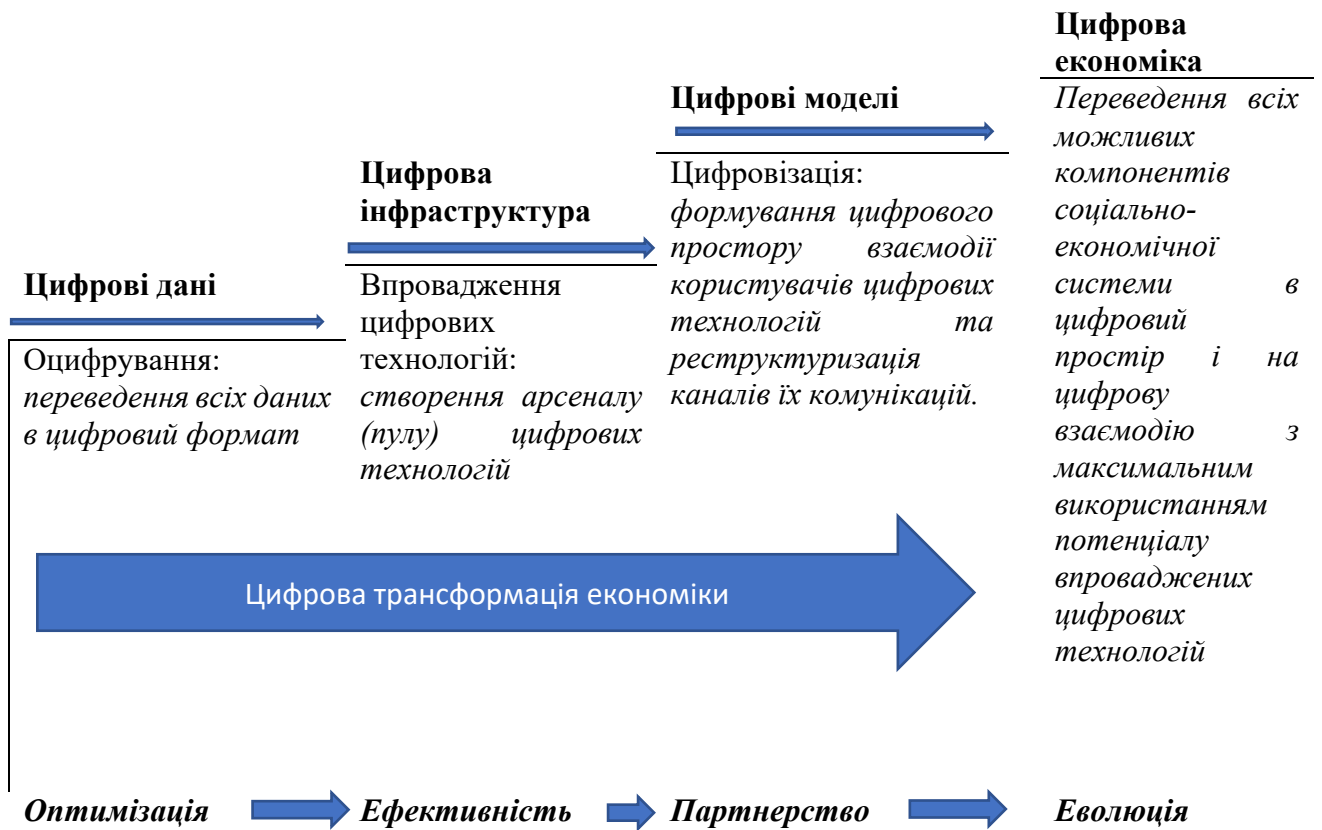 Цифрові дані
Оцифрування:
переведення всіх даних
в цифровий формат
Цифрова
інфраструктура
Впровадження
цифрових
технологій:
створення арсеналу
(пулу) цифрових
технологій
Цифрові моделі
Цифровізація:
формування цифрового
простору взаємодії
користувачів цифрових
технологій та
реструктуризація
каналів їх комунікацій.
Цифрова
економіка
Переведення всіх
можливих
компонентів
соціально-
економічної
системи в
цифровий
простір і на
цифрову
взаємодію з
максимальним
використанням
потенціалу
впроваджених
цифрових
технологій
Цифрова трансформація економіки
Оптимізація Ефективність Партнерство Еволюція